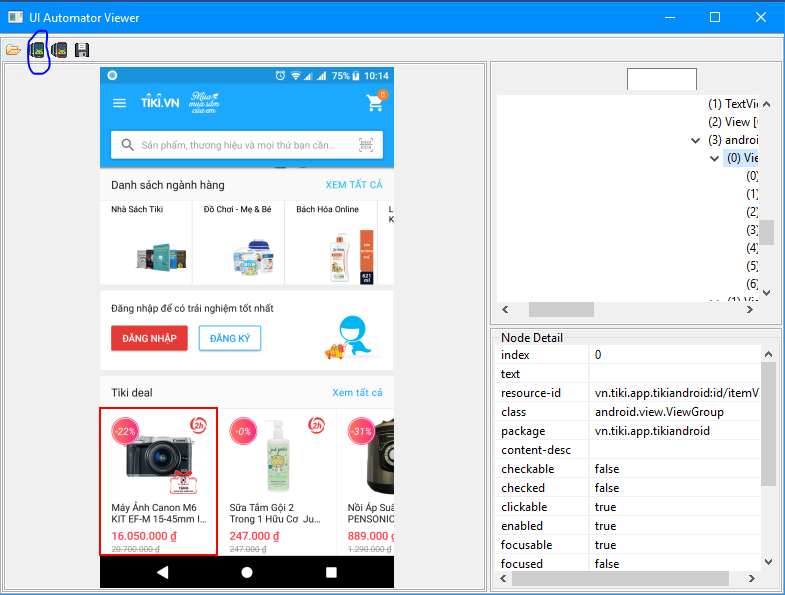 UI Automator Viewer
75% 10:14
TIKI.VN
Mùa
mua sắm
của em
0
Sản phẩm, thương hiệu và mọi thứ bạn cần...
Danh sách ngành hàng
XEM TẤT CẢ
Nhà Sách Tiki
Đồ Chơi - Mẹ & Bé
Bách Hóa Online
L
K
621
ml
Đăng nhập để có trải nghiệm tốt nhất
ĐĂNG NHẬP
ĐĂNG KÝ
Tiki deal
Xem tất cả
-22%
2h
-0%
2h
-31%
Canon
Máy Ảnh Canon M6
KIT EF-M 15-45mm I...
16.050.000 ₫
20.700.000 ₫
Sữa Tắm Gội 2
Trong 1 Hữu Cơ Ju...
247.000 ₫
247.000 ₫
Nồi Áp Suấ
PENSONIC
889.000 ₫
1.290.000 ₫
(1) TextVi
(2) View [
(3) androi
(0) Vie
(0)
(1)
(2)
(3)
(4)
(5)
(6)
(1) Vi
Node Detail
index 0
text
resource-id vn.tiki.app.tikiandroid:id/itemV
class android.view.ViewGroup
package vn.tiki.app.tikiandroid
content-desc
checkable false
checked false
clickable true
enabled true
focusable true
focused false